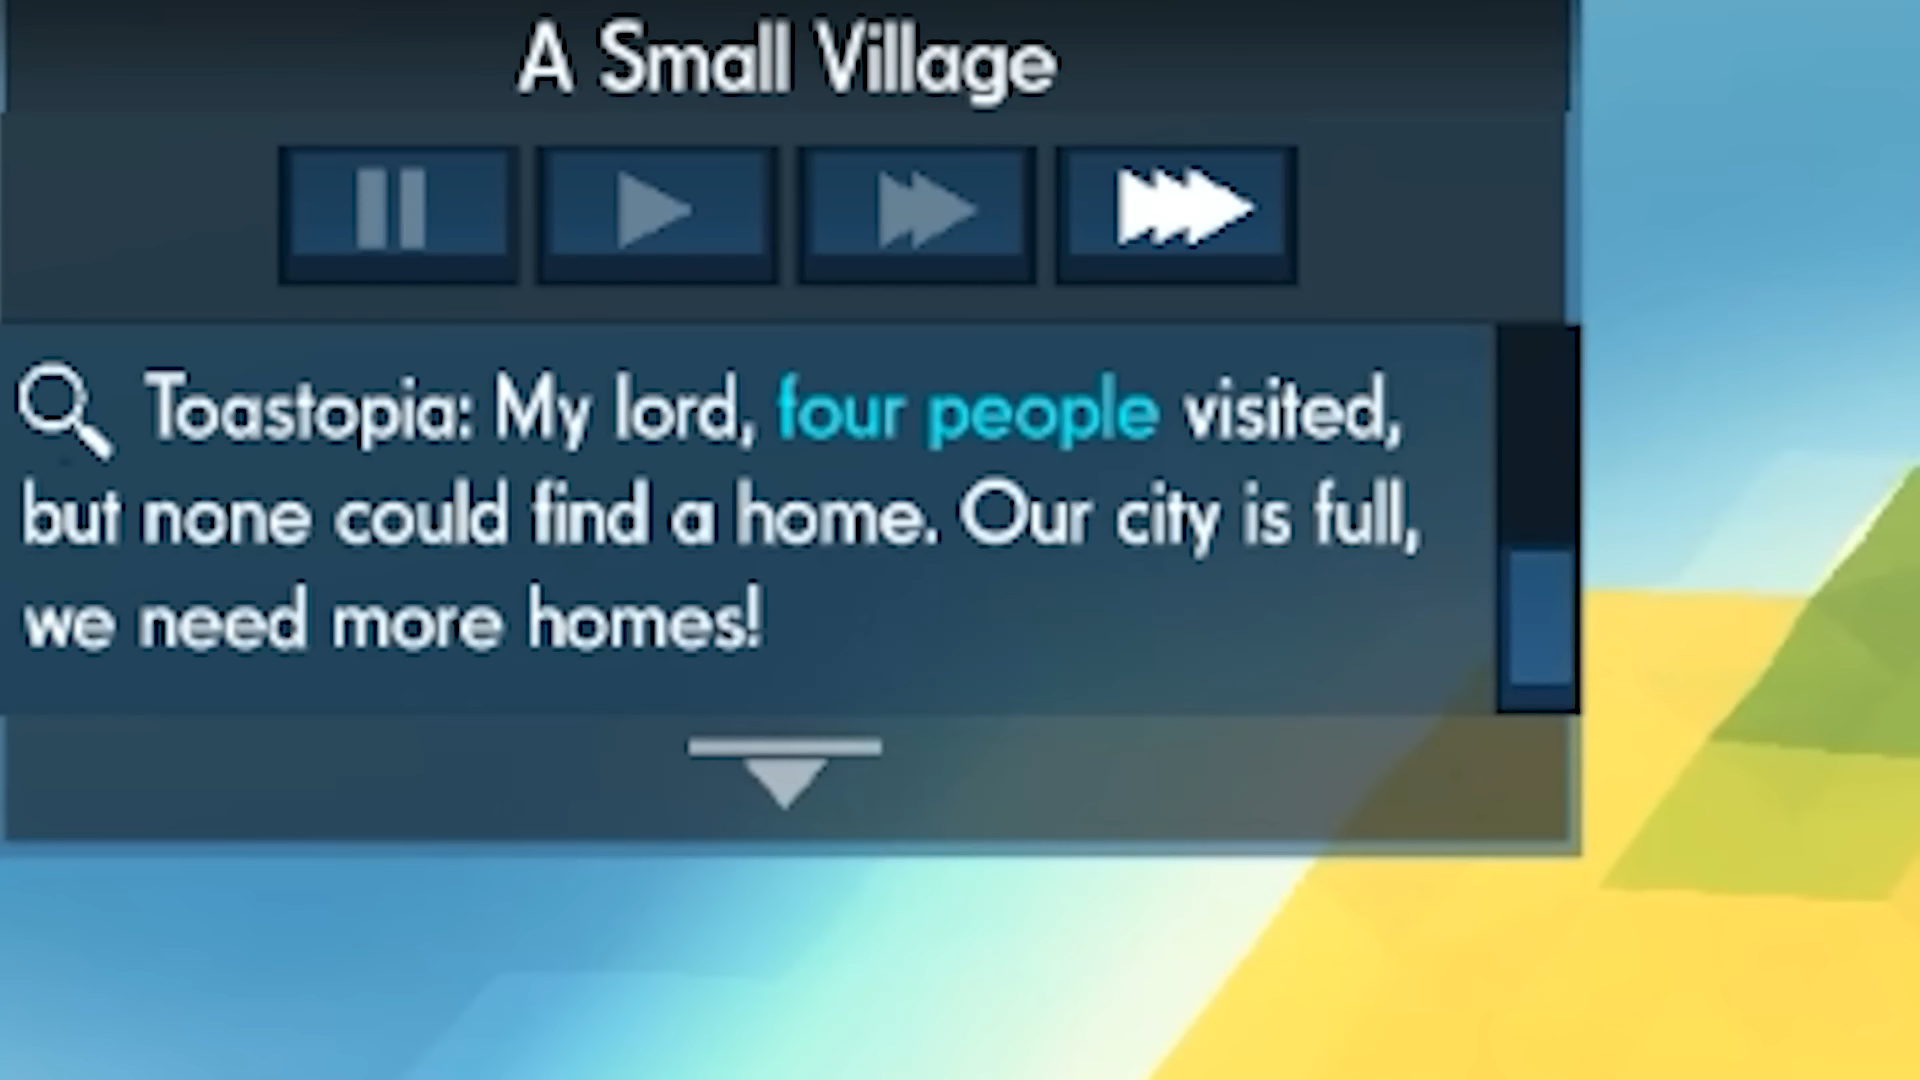 A Small Village
Toastopia: My lord, four people visited,
but none could find a home. Our city is full,
we need more homes!